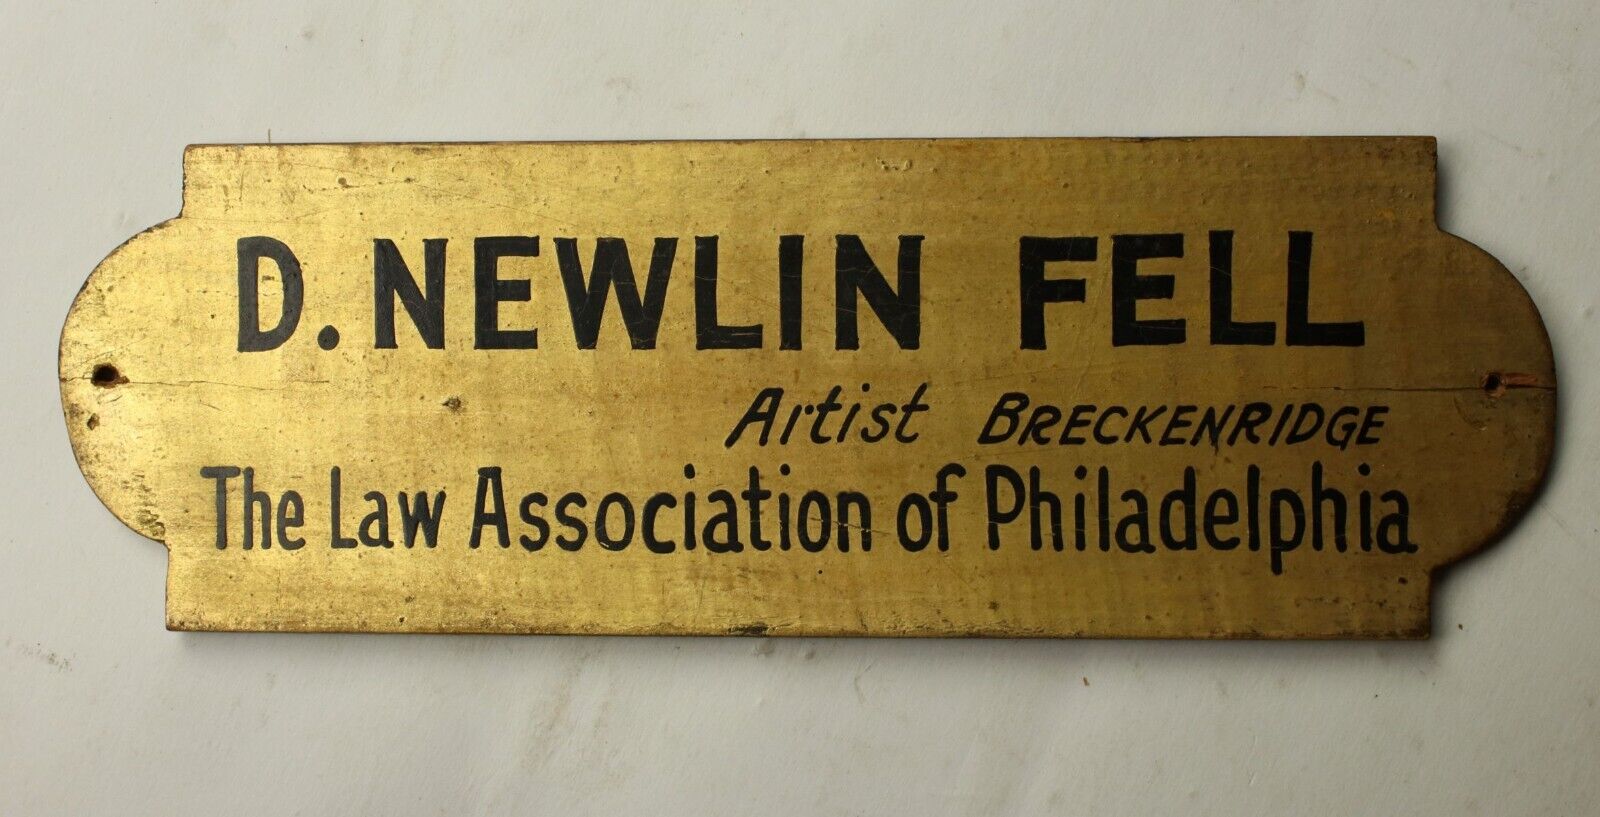 D. NEWLIN FELL
Artist BRECKENRIDGE
The Law Association of Philadelphia